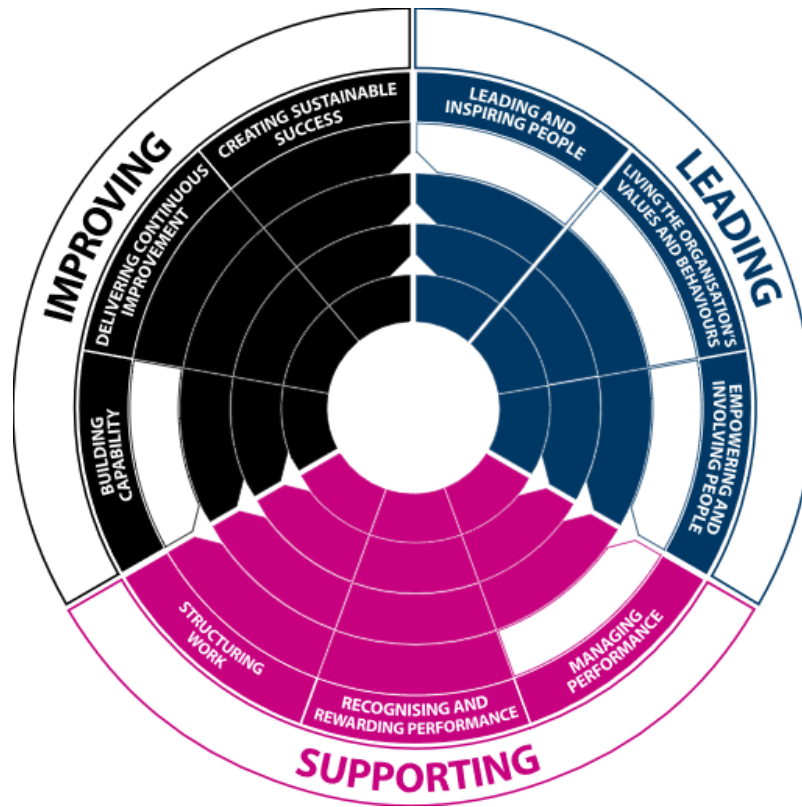 IMPROVING
CREATING SUSTAINABLE
SUCCESS
DELIVERING CONTINUOUS
IMPROVEMENT
BUILDING
CAPABILITY
LEADING
LEADING AND
INSPIRING PEOPLE
LIVING THE ORGANISATION'S
VALUES AND BEHAVIOURS
EMPOWERING AND
INVOLVING PEOPLE
STRUCTURING
WORK
RECOGNISING AND
REWARDING PERFORMANCE
MANAGING
PERFORMANCE
SUPPORTING